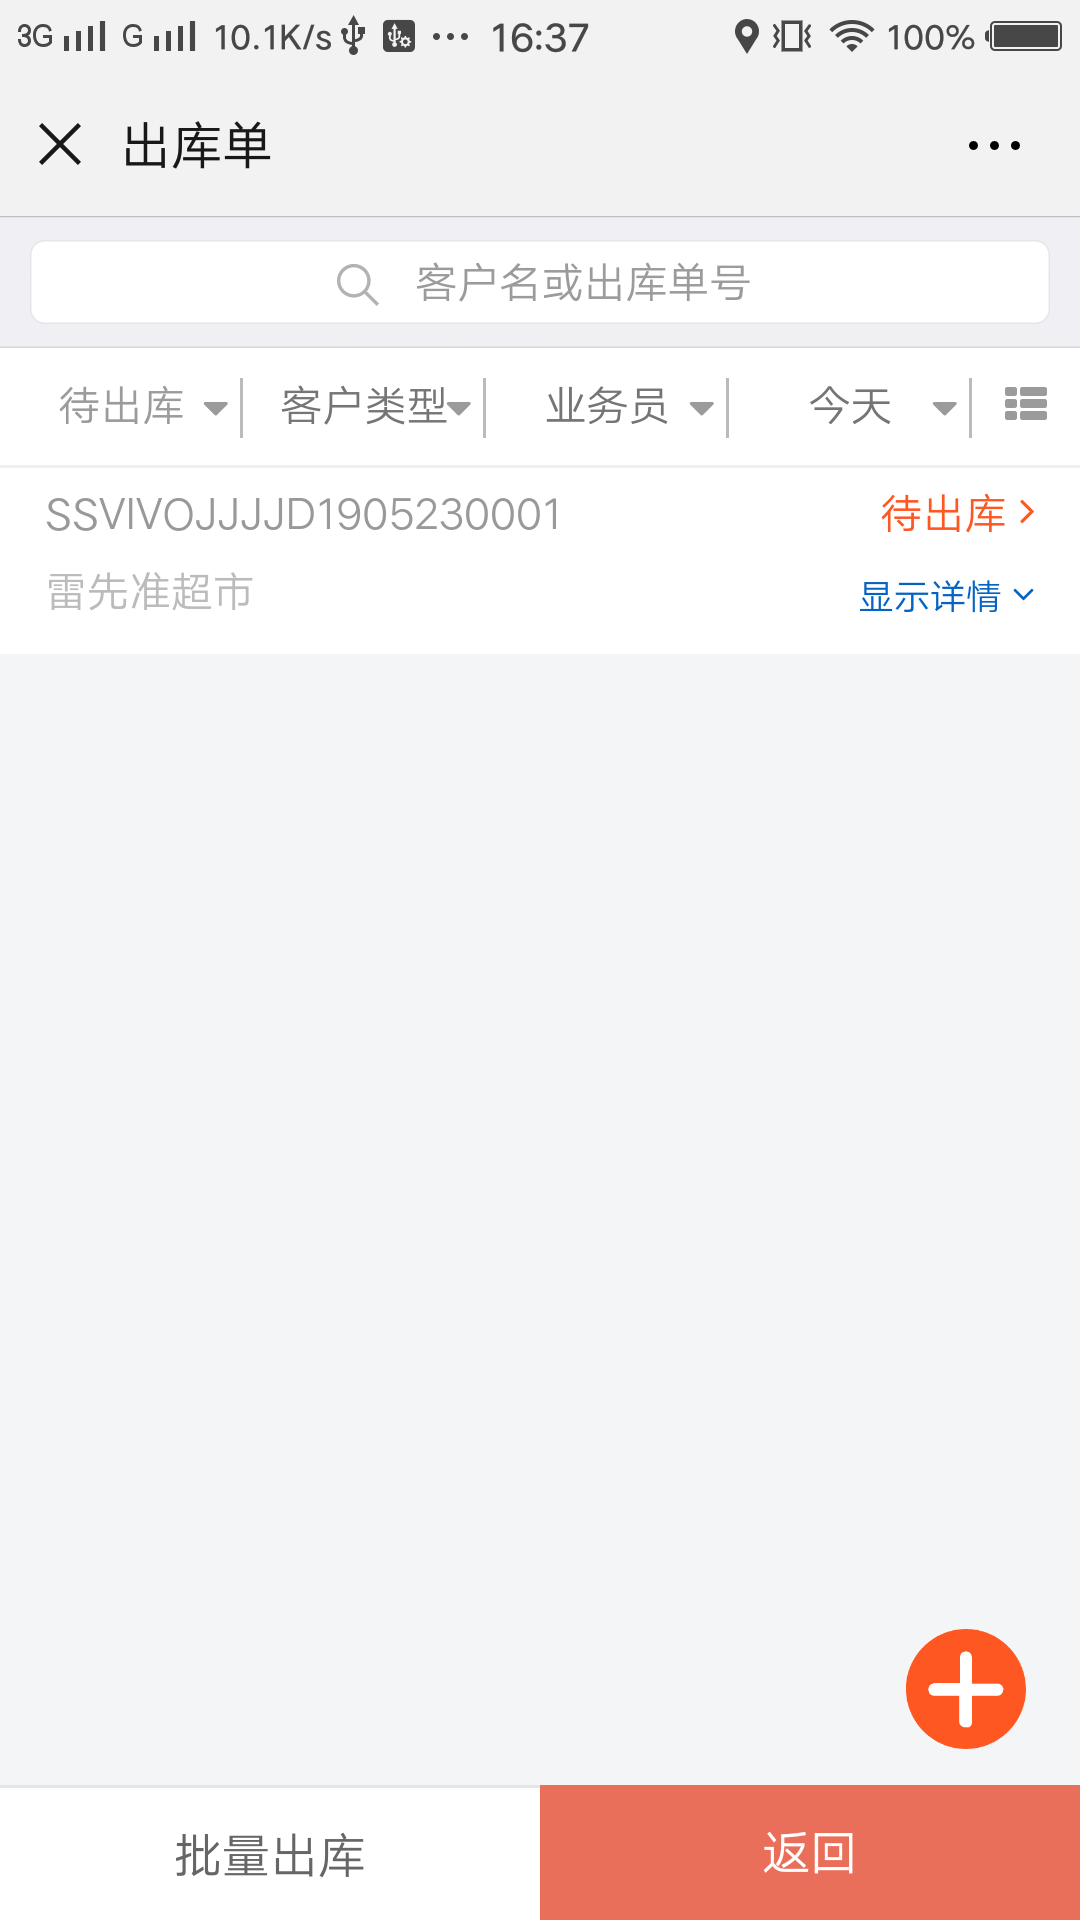 3G G 10.1K/s 16:37 100%
出库单
客户名或出库单号
待出库 客户类型 业务员 今天
SSVIVOJJJJD1905230001 待出库
雷先准超市 显示详情
批量出库 返回